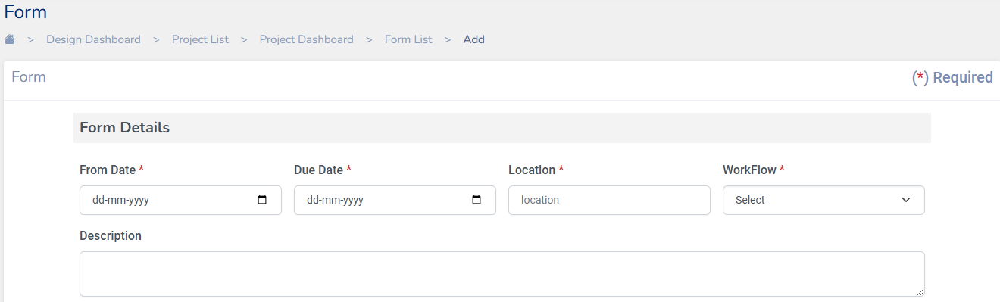 Form
> Design Dashboard > Project List > Project Dashboard > Form List > Add
Form (*) Required
Form Details
From Date * Due Date * Location * WorkFlow *
dd-mm-yyyy dd-mm-yyyy location Select
Description